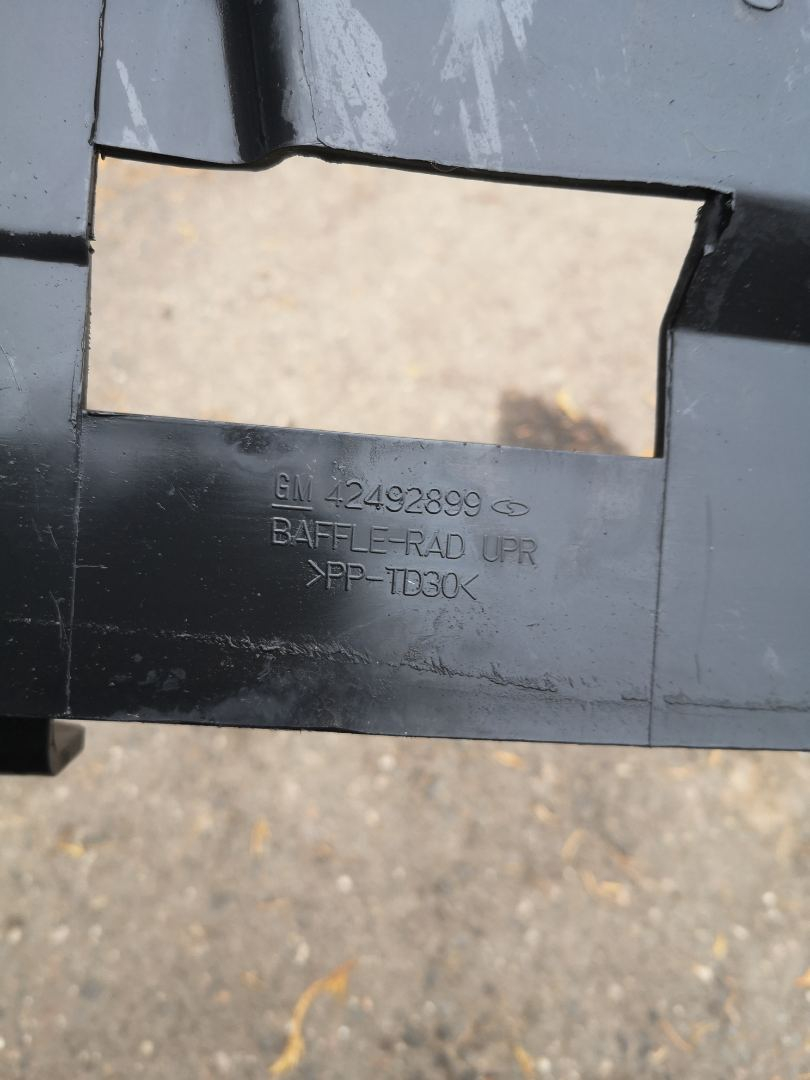 GM 42492899
BAFFLE-RAD UPR
>PP-TD30<